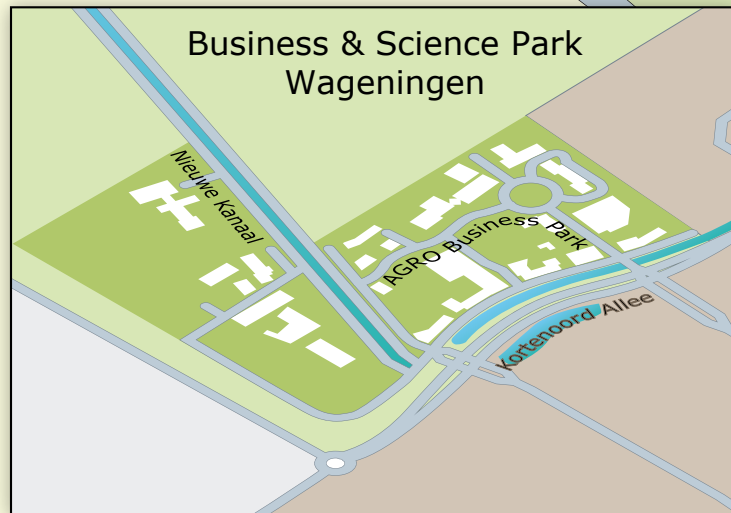 Business & Science Park
Wageningen
Nieuwe Kanaal
AGRO Business Park
Kortenoord Allee